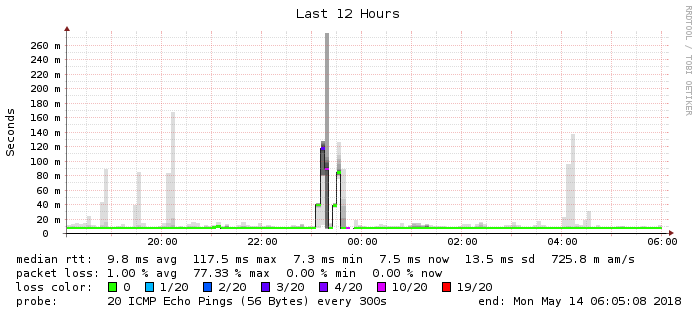 Last 12 Hours
RRDTOOL / TOBI OETIKER
Seconds
260 m
240 m
220 m
200 m
180 m
160 m
140 m
120 m
100 m
80 m
60 m
40 m
20 m
0
20:00 22:00 00:00 02:00 04:00 06:00
median rtt: 9.8 ms avg 117.5 ms max 7.3 ms min 7.5 ms now 13.5 ms sd 725.8 m am/s
packet loss: 1.00 % avg 77.33 % max 0.00 % min 0.00 % now
loss color: 0 1/20 2/20 3/20 4/20 10/20 19/20
probe: 20 ICMP Echo Pings (56 Bytes) every 300s end: Mon May 14 06:05:08 2018